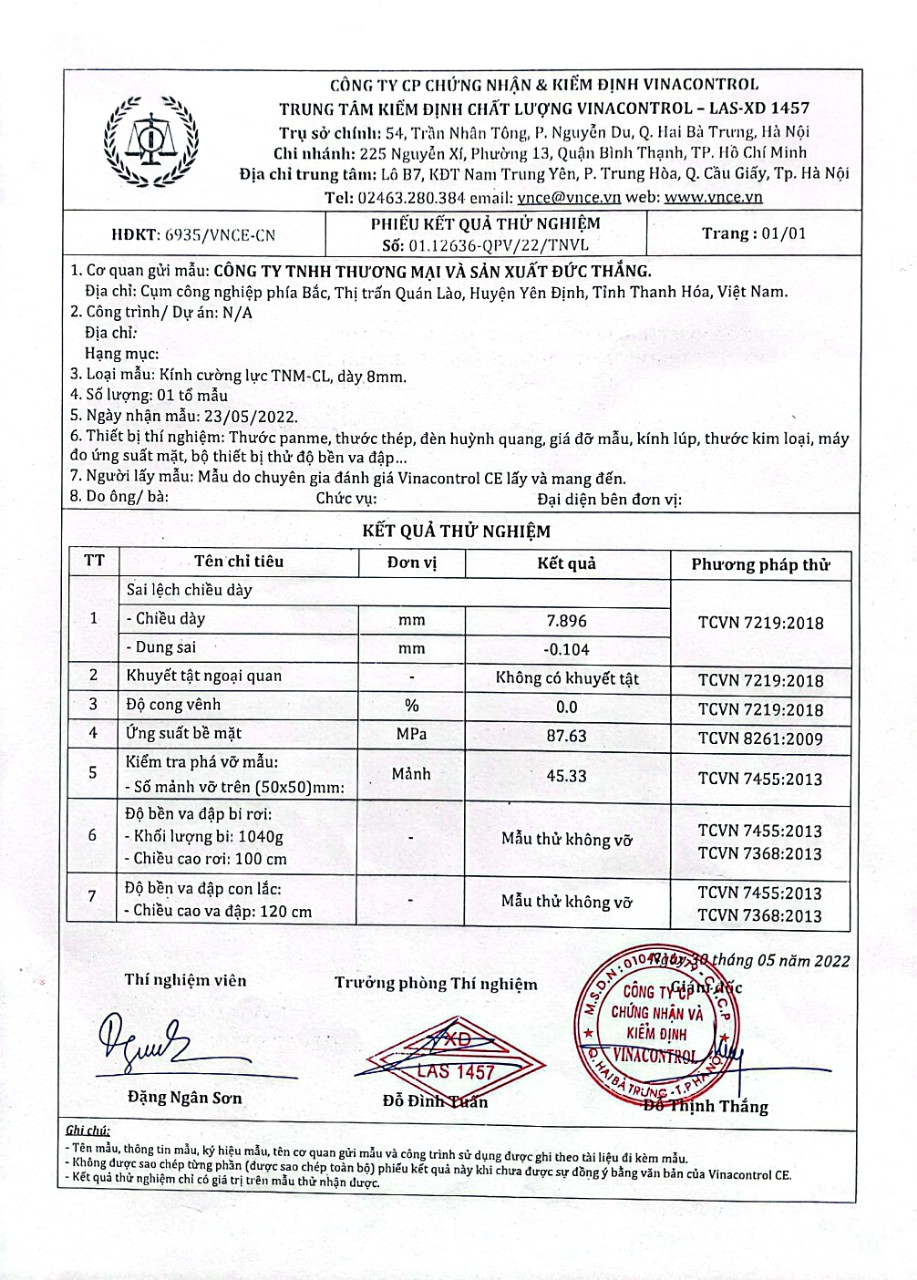 CÔNG TY CP CHỨNG NHẬN & KIỂM ĐỊNH VINACONTROL
TRUNG TÂM KIỂM ĐỊNH CHẤT LƯỢNG VINACONTROL – LAS-XD 1457
Trụ sở chính: 54, Trần Nhân Tông, P. Nguyễn Du, Q. Hai Bà Trưng, Hà Nội
Chi nhánh: 225 Nguyễn Xí, Phường 13, Quận Bình Thạnh, TP. Hồ Chí Minh
Địa chỉ trung tâm: Lô B7, KĐT Nam Trung Yên, P. Trung Hòa, Q. Cầu Giấy, Tp. Hà Nội
Tel: 02463.280.384 email: vnce@vnce.vn web: www.vnce.vn
HĐKT: 6935/VNCE-CN
PHIẾU KẾT QUẢ THỬ NGHIỆM
Số: 01.12636-QPV/22/TNVL
Trang : 01/01
1. Cơ quan gửi mẫu: CÔNG TY TNHH THƯƠNG MẠI VÀ SẢN XUẤT ĐỨC THẮNG.
Địa chỉ: Cụm công nghiệp phía Bắc, Thị trấn Quán Lào, Huyện Yên Định, Tỉnh Thanh Hóa, Việt Nam.
2. Công trình/ Dự án: N/A
Địa chỉ:
Hạng mục:
3. Loại mẫu: Kính cường lực TNM-CL, dày 8mm.
4. Số lượng: 01 tổ mẫu
5. Ngày nhận mẫu: 23/05/2022.
6. Thiết bị thí nghiệm: Thước panme, thước thép, đèn huỳnh quang, giá đỡ mẫu, kính lúp, thước kim loại, máy
đo ứng suất mặt, bộ thiết bị thử độ bền va đập...
7. Người lấy mẫu: Mẫu do chuyên gia đánh giá Vinacontrol CE lấy và mang đến.
8. Do ông/ bà: Chức vụ: Đại diện bên đơn vị:
KẾT QUẢ THỬ NGHIỆM
TT Tên chỉ tiêu Đơn vị Kết quả Phương pháp thử
Sai lệch chiều dày
1 - Chiều dày mm 7.896 TCVN 7219:2018
- Dung sai mm -0.104
2 Khuyết tật ngoại quan - Không có khuyết tật TCVN 7219:2018
3 Độ cong vênh % 0.0 TCVN 7219:2018
4 Ứng suất bề mặt MPa 87.63 TCVN 8261:2009
Kiểm tra phá vỡ mẫu:
5 - Số mảnh vỡ trên (50x50)mm: Mảnh 45.33 TCVN 7455:2013
Độ bền va đập bi rơi:
6 - Khối lượng bi: 1040g - Mẫu thử không vỡ TCVN 7455:2013
- Chiều cao rơi: 100 cm TCVN 7368:2013
Độ bền va đập con lắc: TCVN 7455:2013
7 - Chiều cao va đập: 120 cm - Mẫu thử không vỡ TCVN 7368:2013
Ngày 30 tháng 05 năm 2022
Thí nghiệm viên Trưởng phòng Thí nghiệm Giám đốc
CÔNG TY CP
CHỨNG NHẬN VÀ
KIỂM ĐỊNH
VINACONTROL
Q. HAI BÀ TRƯNG - T.P HÀ NỘI
XD
LAS 1457
Đặng Ngân Sơn Đỗ Đình Tuấn Đỗ Thịnh Thắng
Ghi chú:
- Tên mẫu, thông tin mẫu, ký hiệu mẫu, tên cơ quan gửi mẫu và công trình sử dụng được ghi theo tài liệu đi kèm mẫu.
- Không được sao chép từng phần (được sao chép toàn bộ) phiếu kết quả này khi chưa được sự đồng ý bằng văn bản của Vinacontrol CE.
- Kết quả thử nghiệm chỉ có giá trị trên mẫu thử nhận được.